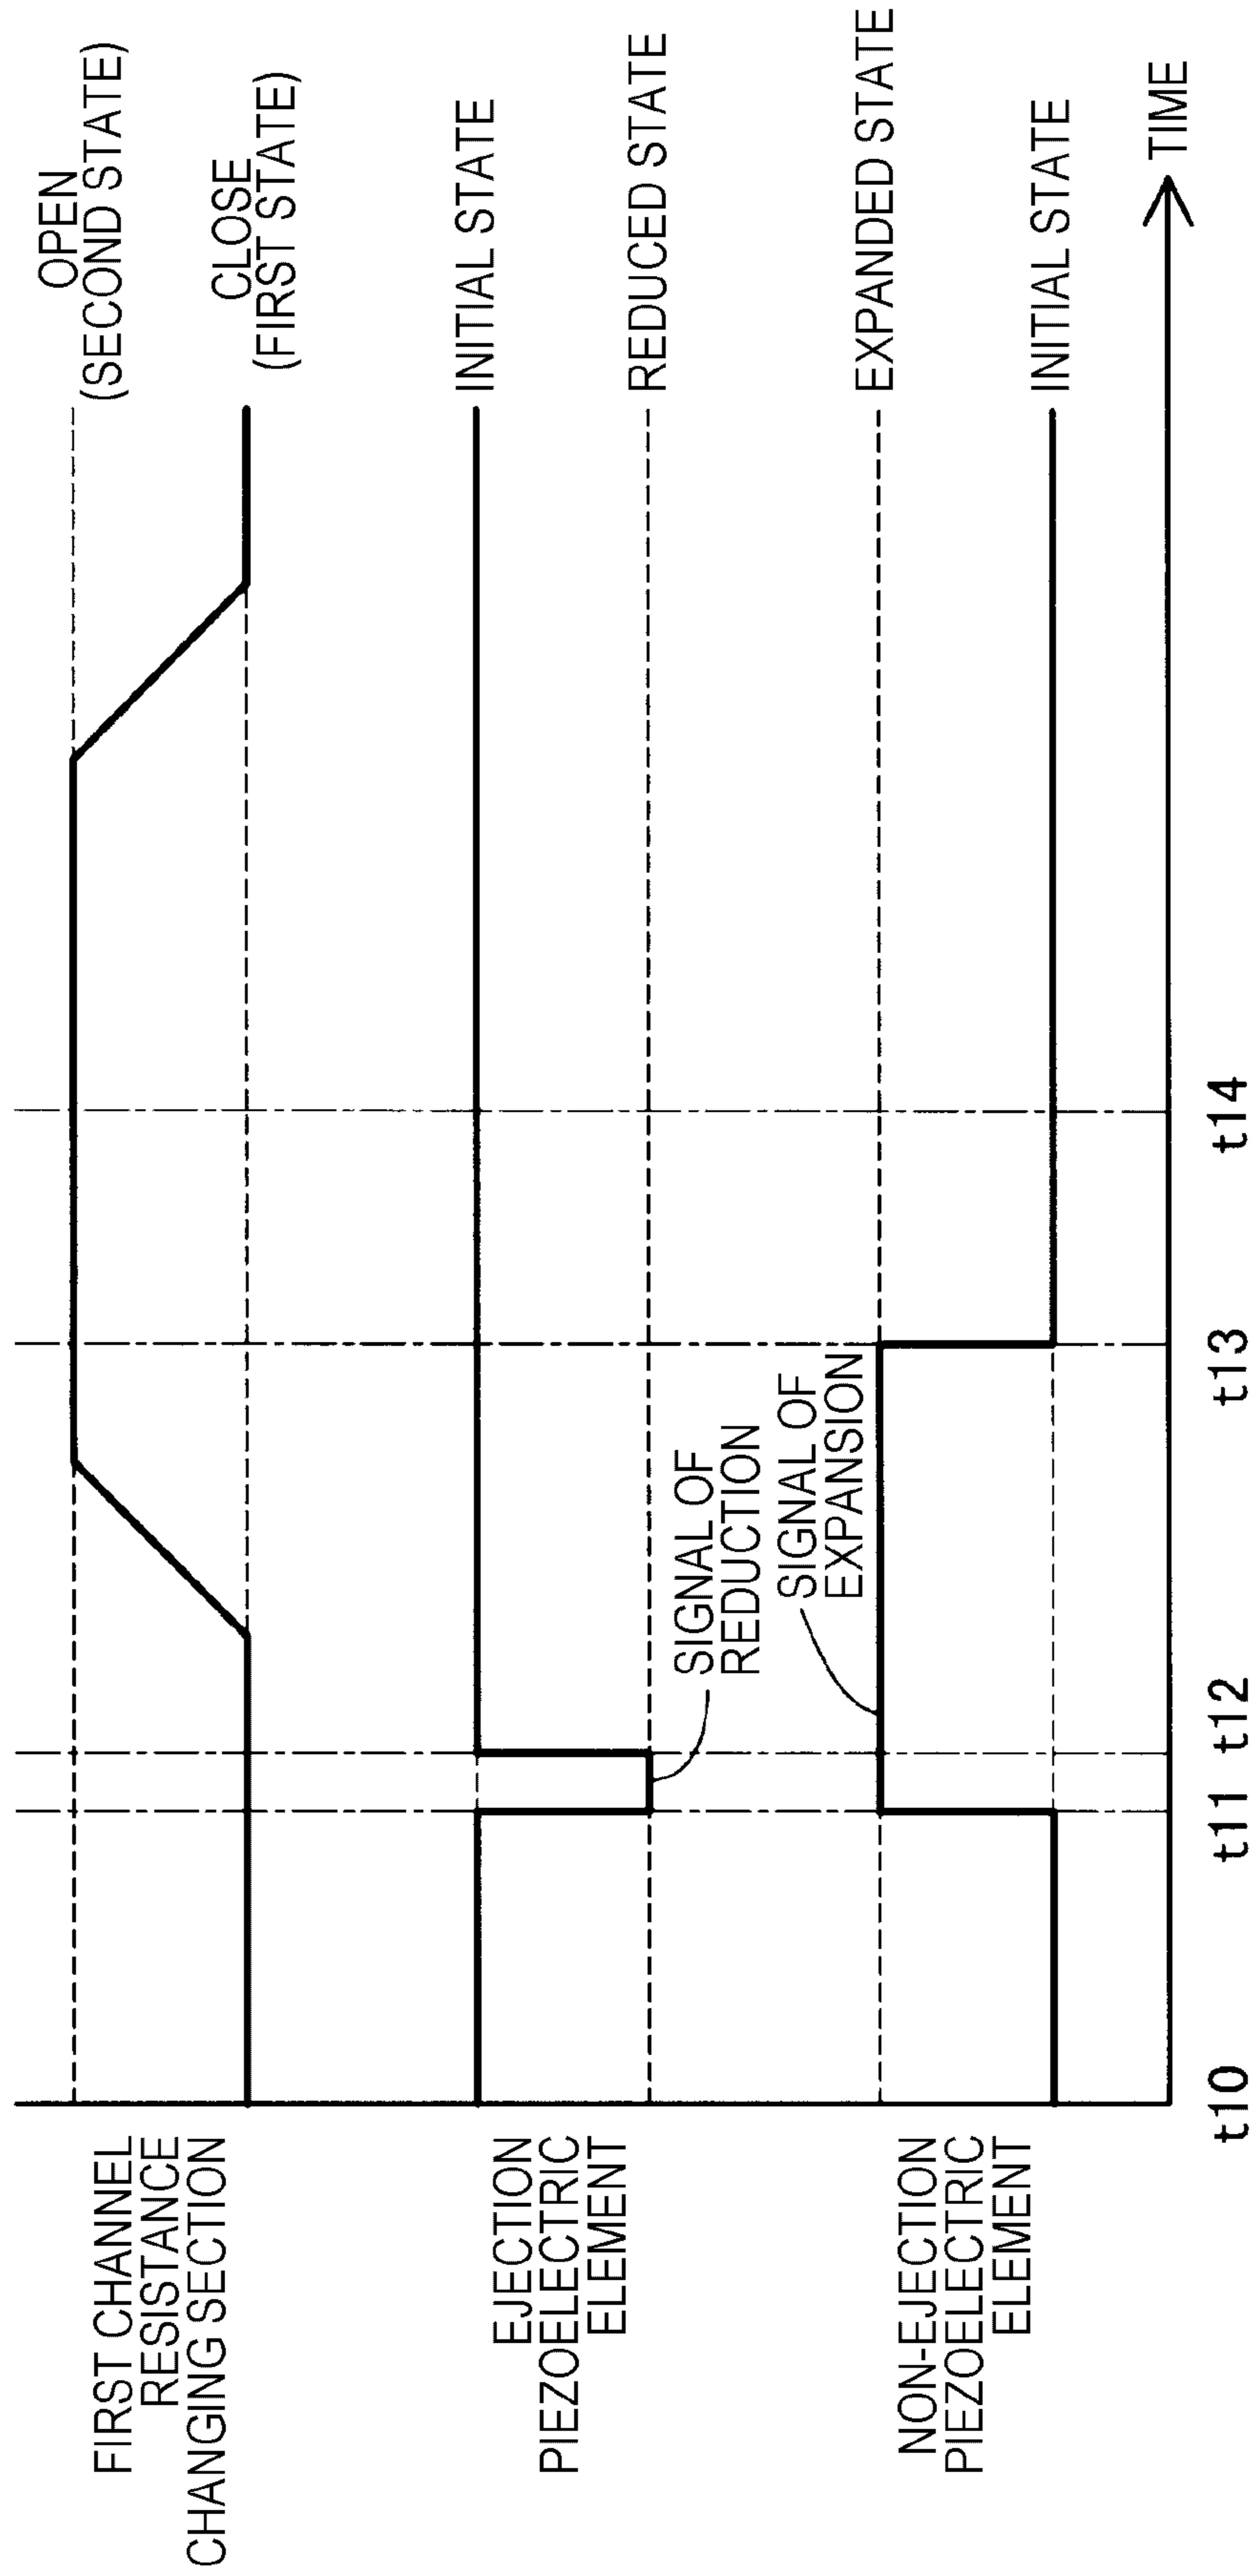 FIRST CHANNEL
RESISTANCE
CHANGING SECTION
OPEN
(SECOND STATE)
CLOSE
(FIRST STATE)
EJECTION
PIEZOELECTRIC
ELEMENT
INITIAL STATE
REDUCED STATE
SIGNAL OF
REDUCTION
SIGNAL OF
EXPANSION
NON-EJECTION
PIEZOELECTRIC
ELEMENT
EXPANDED STATE
INITIAL STATE
TIME
t10
t11
t12
t13
t14